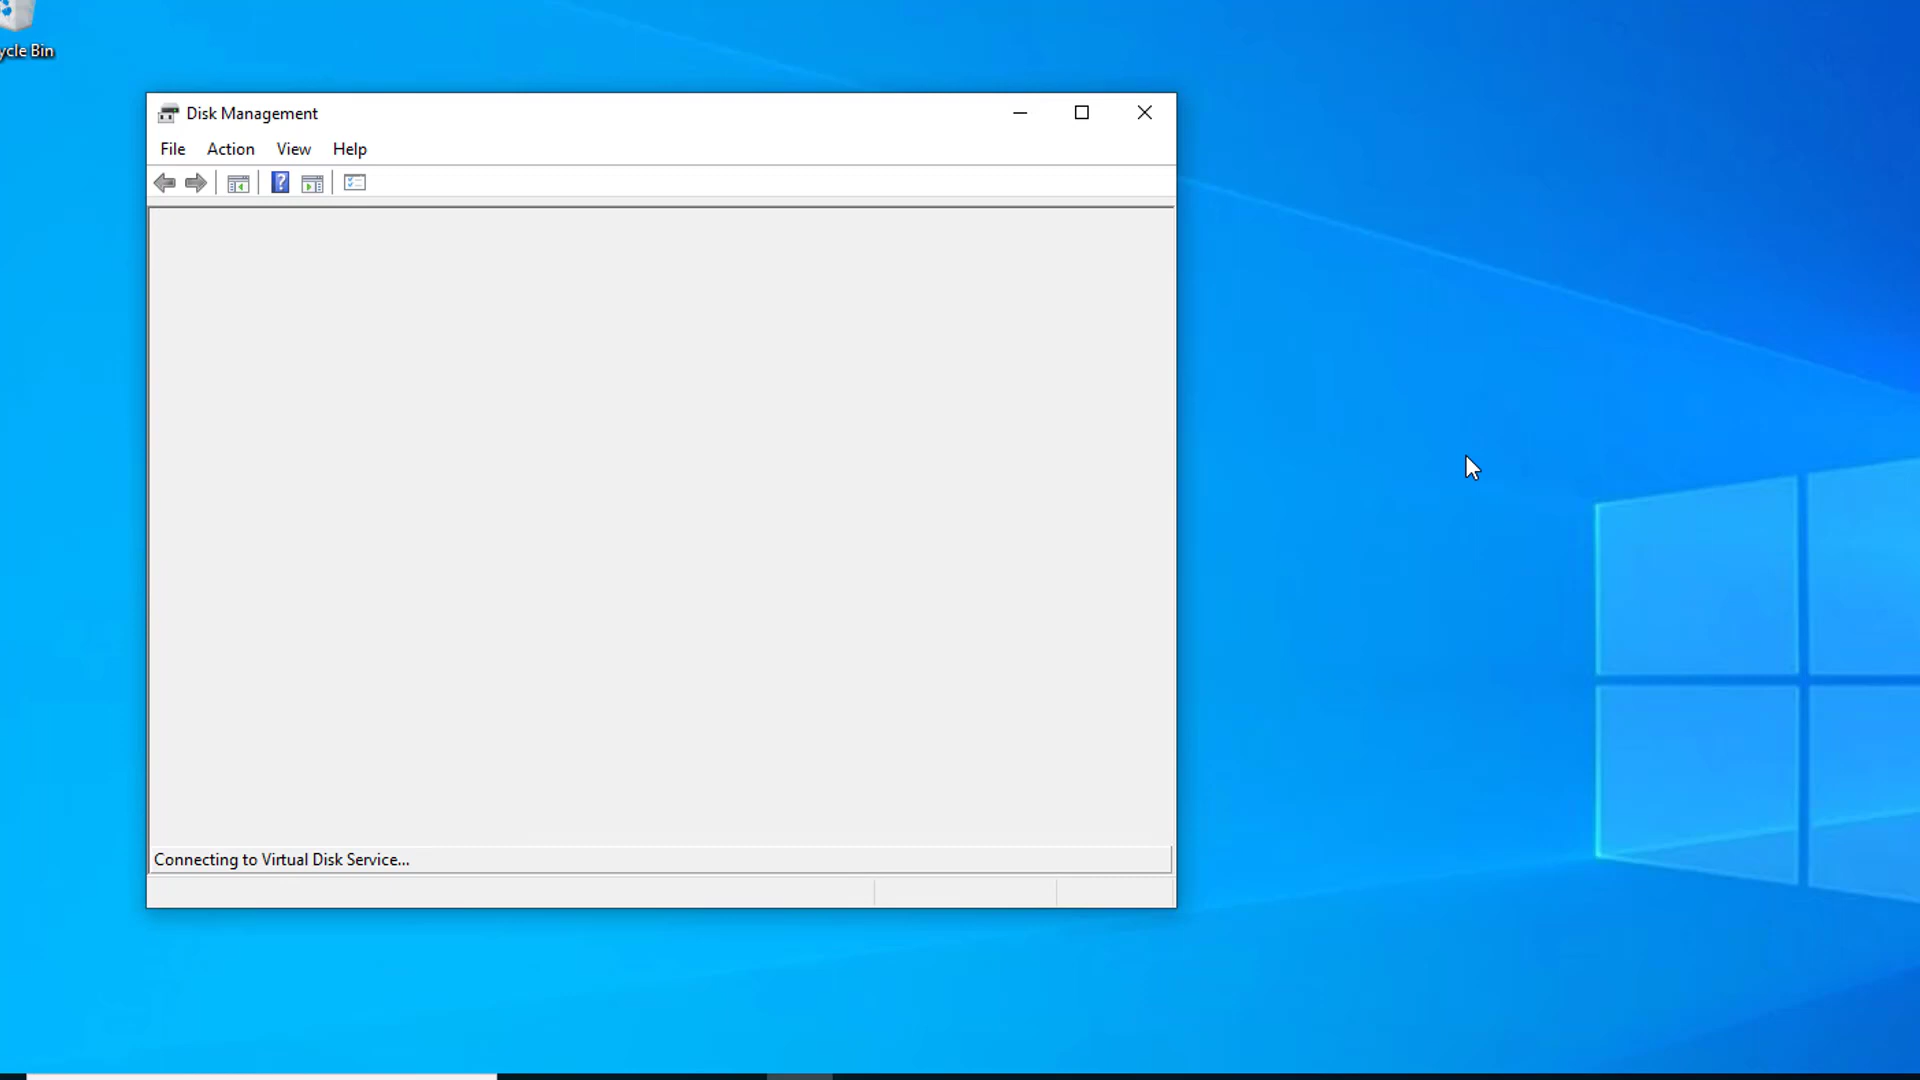 ycle Bin
Disk Management
File Action View Help
Connecting to Virtual Disk Service...